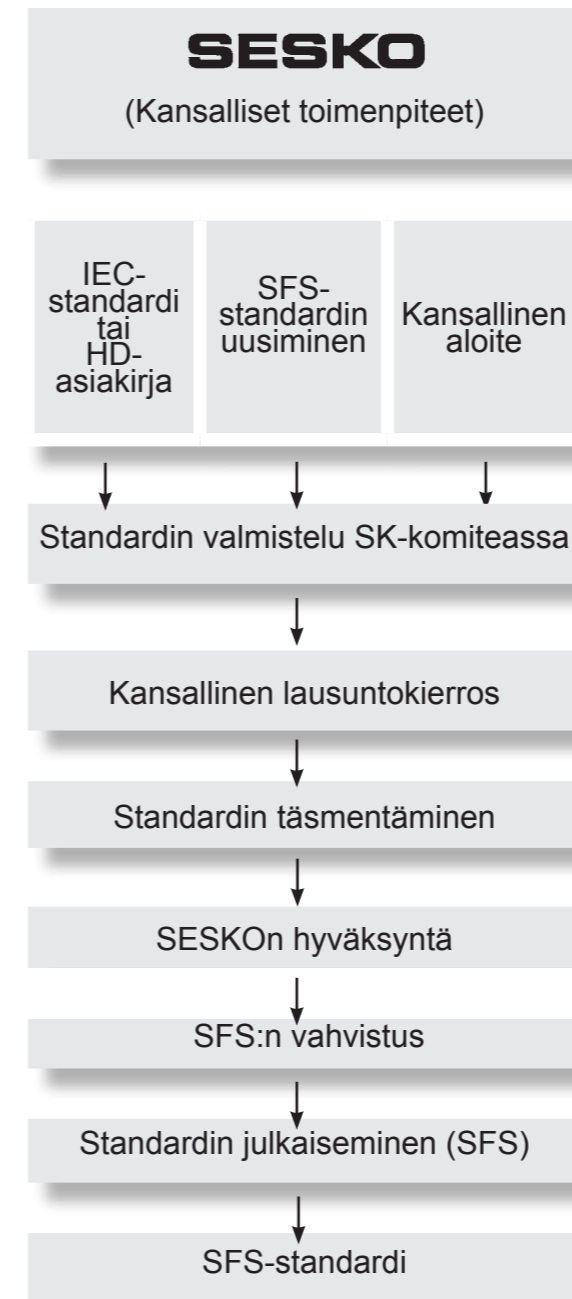 SESKO
(Kansalliset toimenpiteet)
IEC-
standardi
tai
HD-
asiakirja
SFS-
standardin
uusiminen
Kansallinen
aloite
Standardin valmistelu SK-komiteassa
Kansallinen lausuntokierros
Standardin täsmentäminen
SESKOn hyväksyntä
SFS:n vahvistus
Standardin julkaiseminen (SFS)
SFS-standardi